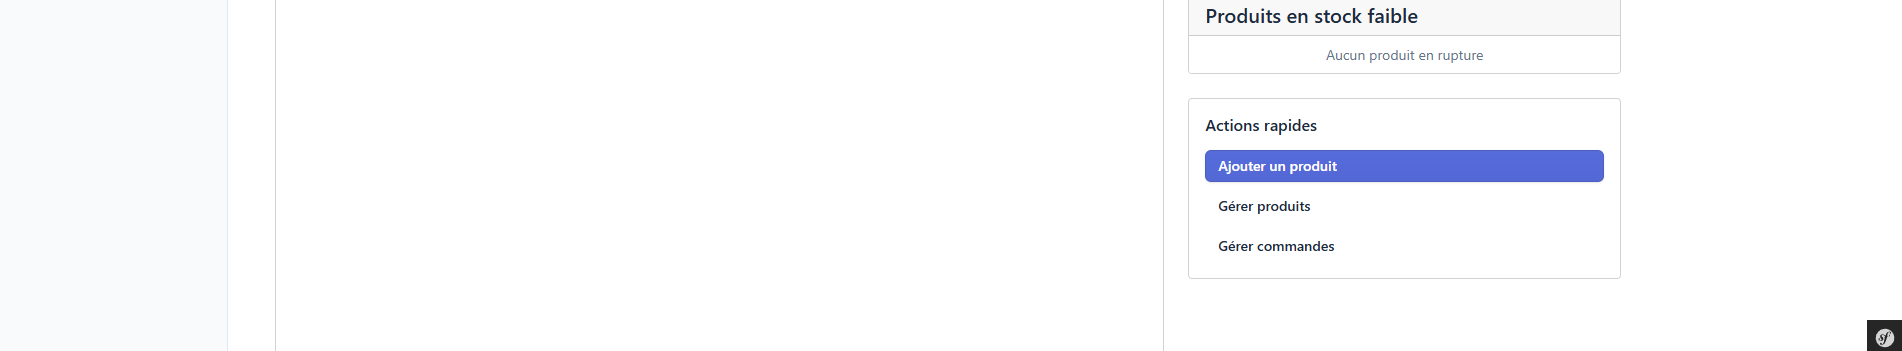 Produits en stock faible
Aucun produit en rupture
Actions rapides
Ajouter un produit
Gérer produits
Gérer commandes